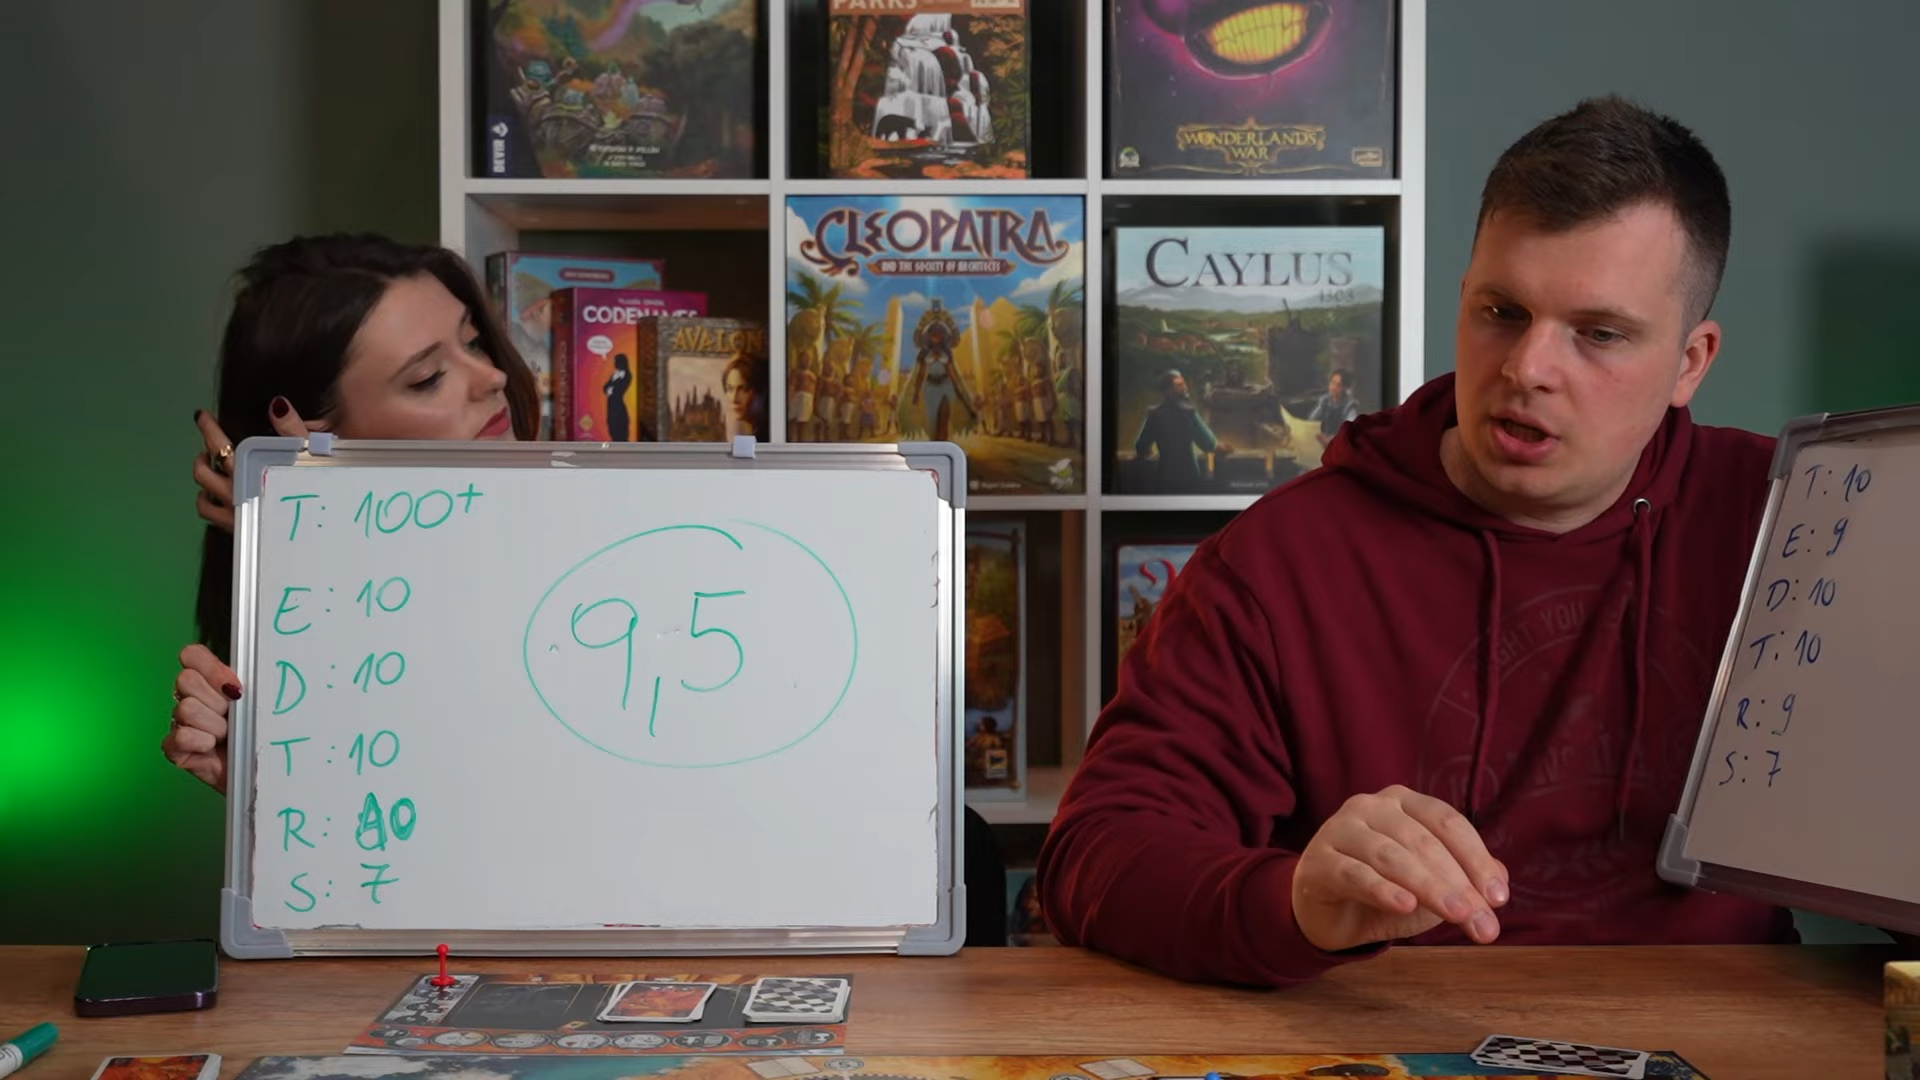 PARKS
DEVIR
WONDERLANDS
WAR
CLEOPATRA
AND THE SOCIETY OF ARCHITECTS
CAYLUS
1303
CODENAMES
AVALON
T: 100+
E: 10
D: 10
T: 10
R: 10
S: 7
9,5
T: 10
E: 9
D: 10
T: 10
R: 9
S: 7